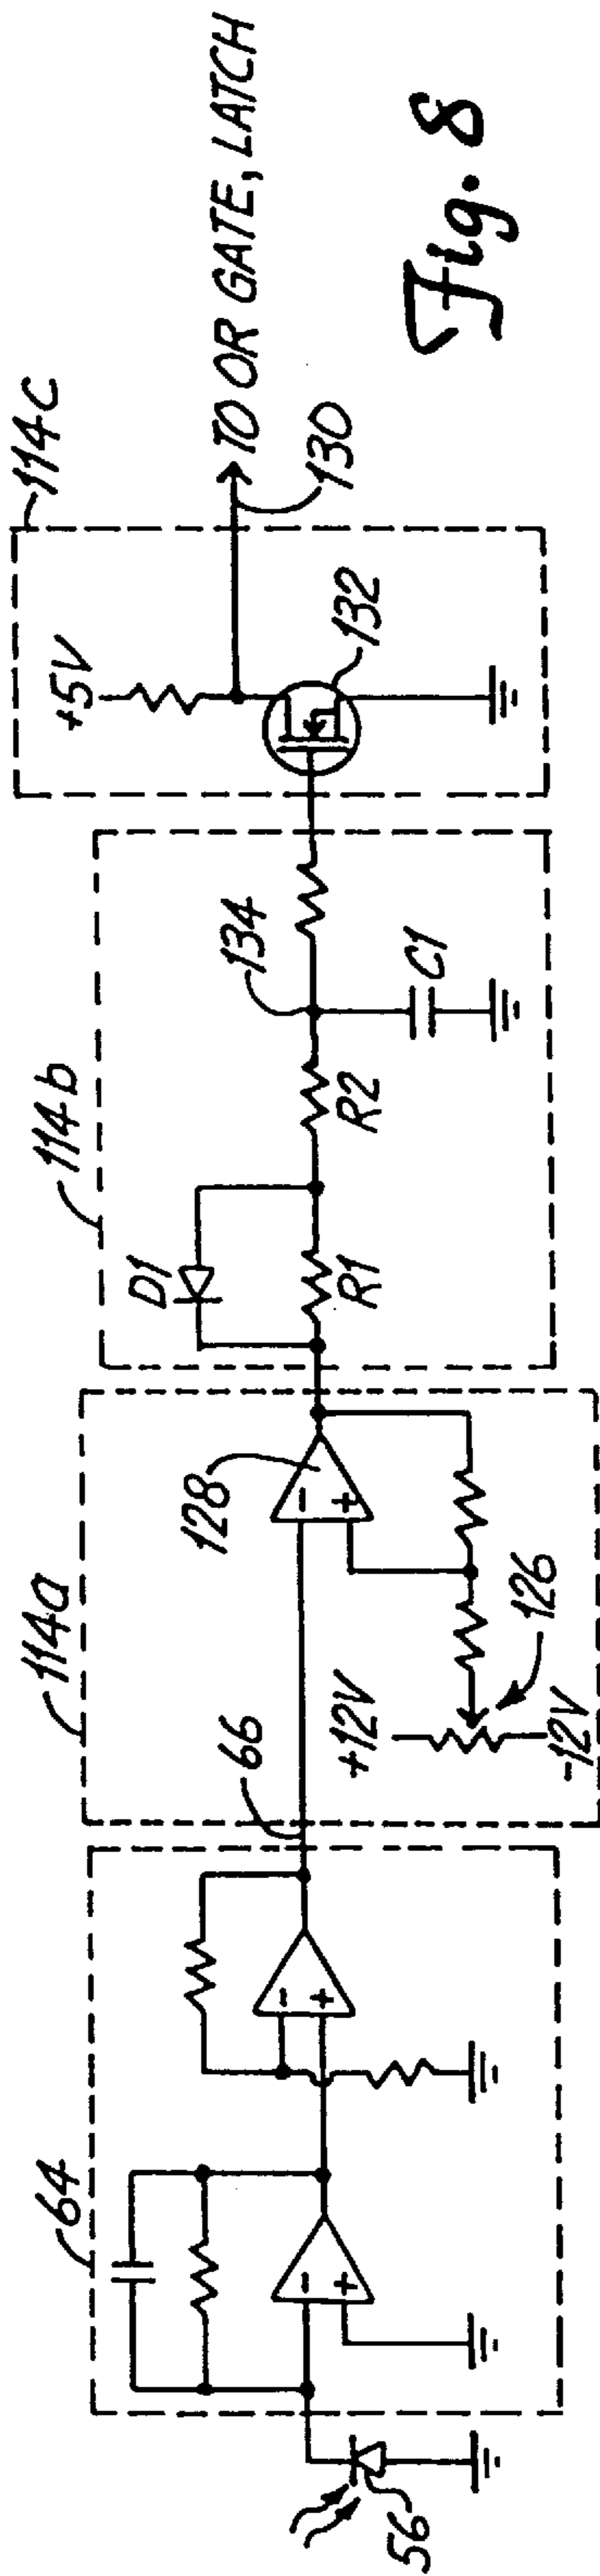 64
56
66
114a
128
+
-
+
-
+
-
+12V
-12V
126
114b
D1
R1
R2
134
C1
114c
+5V
132
130
TO OR GATE, LATCH
Fig. 8